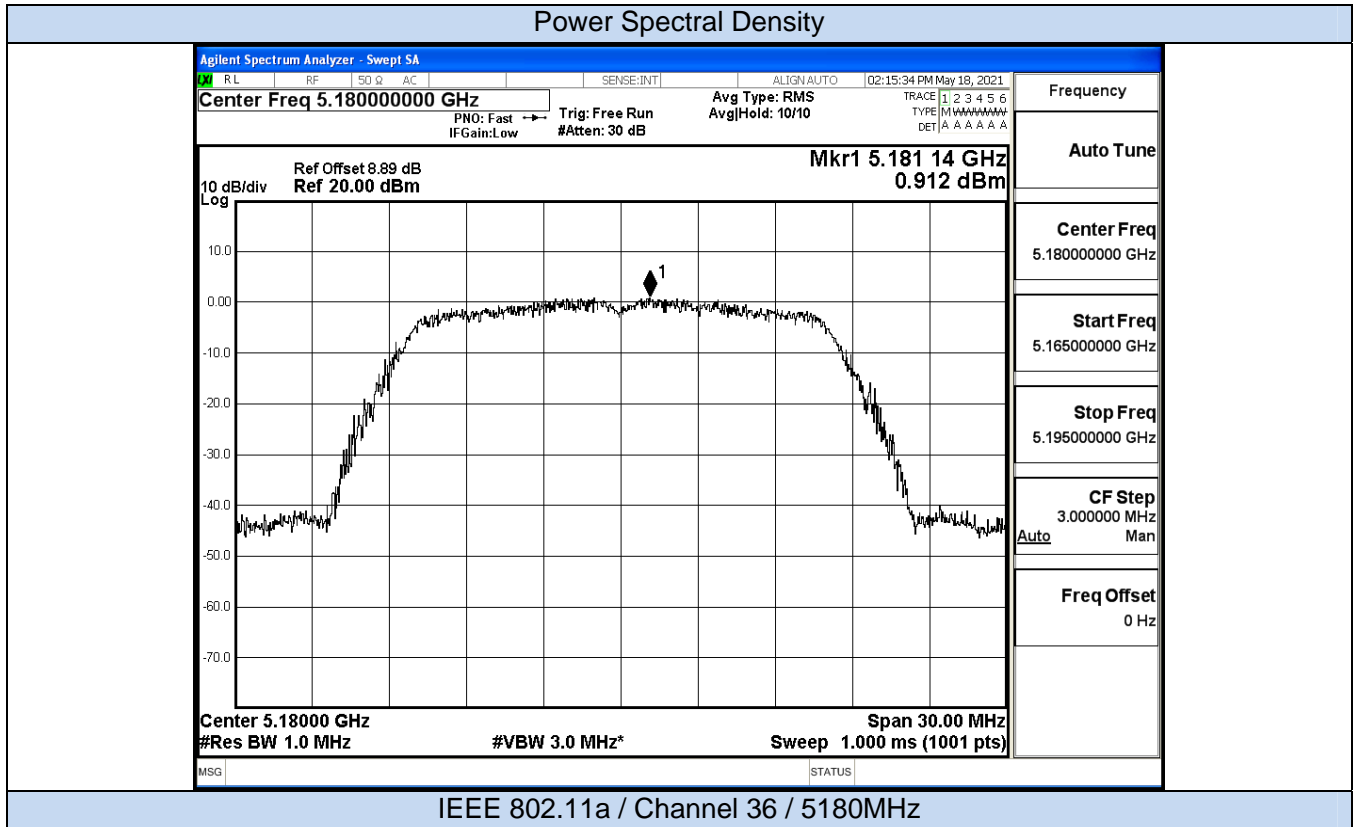 Power Spectral Density
Agilent Spectrum Analyzer - Swept SA
LXI RL RF 50 Ω AC SENSE:INT ALIGN AUTO 02:15:34 PM May 18, 2021
Center Freq 5.180000000 GHz
PNO: Fast
IFGain:Low
Trig: Free Run
#Atten: 30 dB
Avg Type: RMS
Avg|Hold: 10/10
TRACE 1 2 3 4 5 6
TYPE M WWWWW
DET A A A A A A
Ref Offset 8.89 dB
10 dB/div Ref 20.00 dBm
Log
Mkr1 5.181 14 GHz
0.912 dBm
1
10.0
0.00
-10.0
-20.0
-30.0
-40.0
-50.0
-60.0
-70.0
Center 5.18000 GHz Span 30.00 MHz
#Res BW 1.0 MHz #VBW 3.0 MHz* Sweep 1.000 ms (1001 pts)
MSG STATUS
Frequency
Auto Tune
Center Freq
5.180000000 GHz
Start Freq
5.165000000 GHz
Stop Freq
5.195000000 GHz
CF Step
3.000000 MHz
Auto Man
Freq Offset
0 Hz
IEEE 802.11a / Channel 36 / 5180MHz